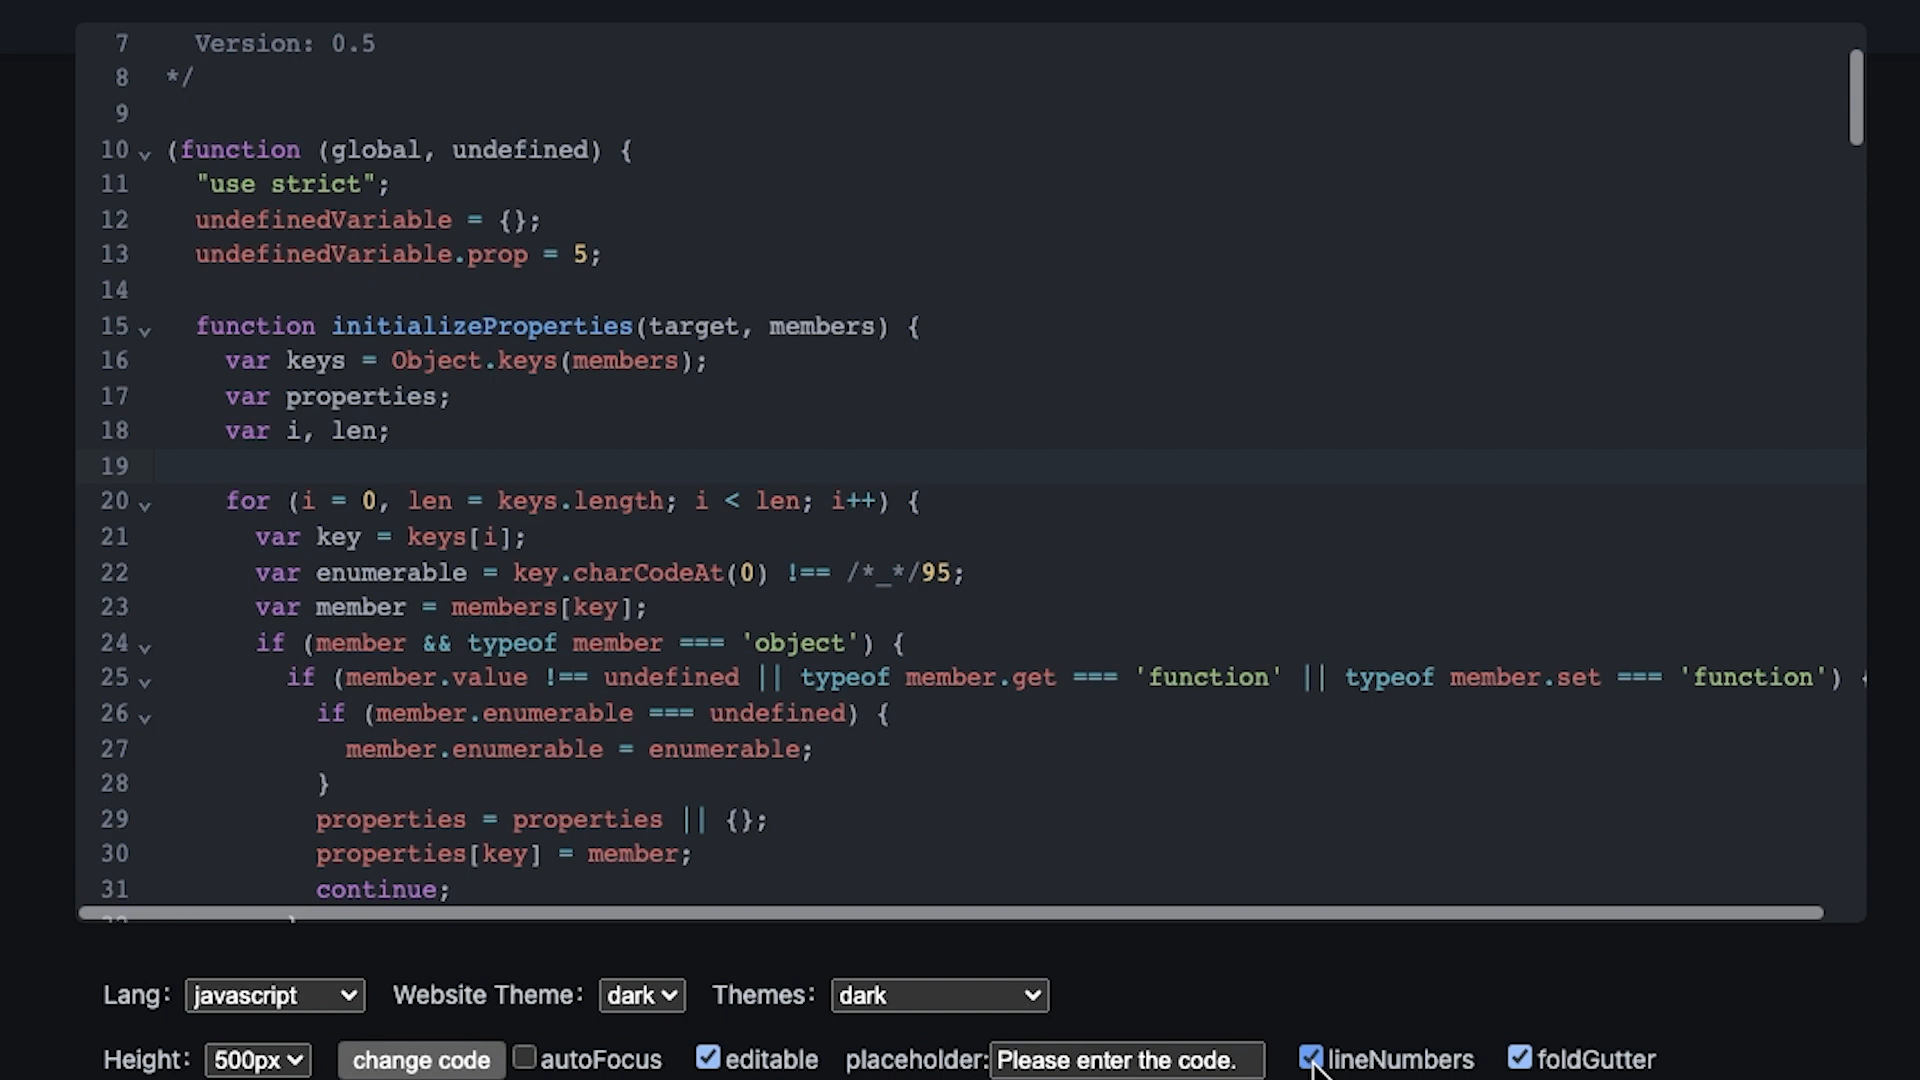 7 Version: 0.5
8 */
9
10 (function (global, undefined) {
11 "use strict";
12 undefinedVariable = {};
13 undefinedVariable.prop = 5;
14
15 function initializeProperties(target, members) {
16 var keys = Object.keys(members);
17 var properties;
18 var i, len;
19
20 for (i = 0, len = keys.length; i < len; i++) {
21 var key = keys[i];
22 var enumerable = key.charCodeAt(0) !== /*_*/95;
23 var member = members[key];
24 if (member && typeof member === 'object') {
25 if (member.value !== undefined || typeof member.get === 'function' || typeof member.set === 'function') {
26 if (member.enumerable === undefined) {
27 member.enumerable = enumerable;
28 }
29 properties = properties || {};
30 properties[key] = member;
31 continue;
Lang: javascript Website Theme: dark Themes: dark
Height: 500px change code autoFocus editable placeholder: Please enter the code. lineNumbers foldGutter